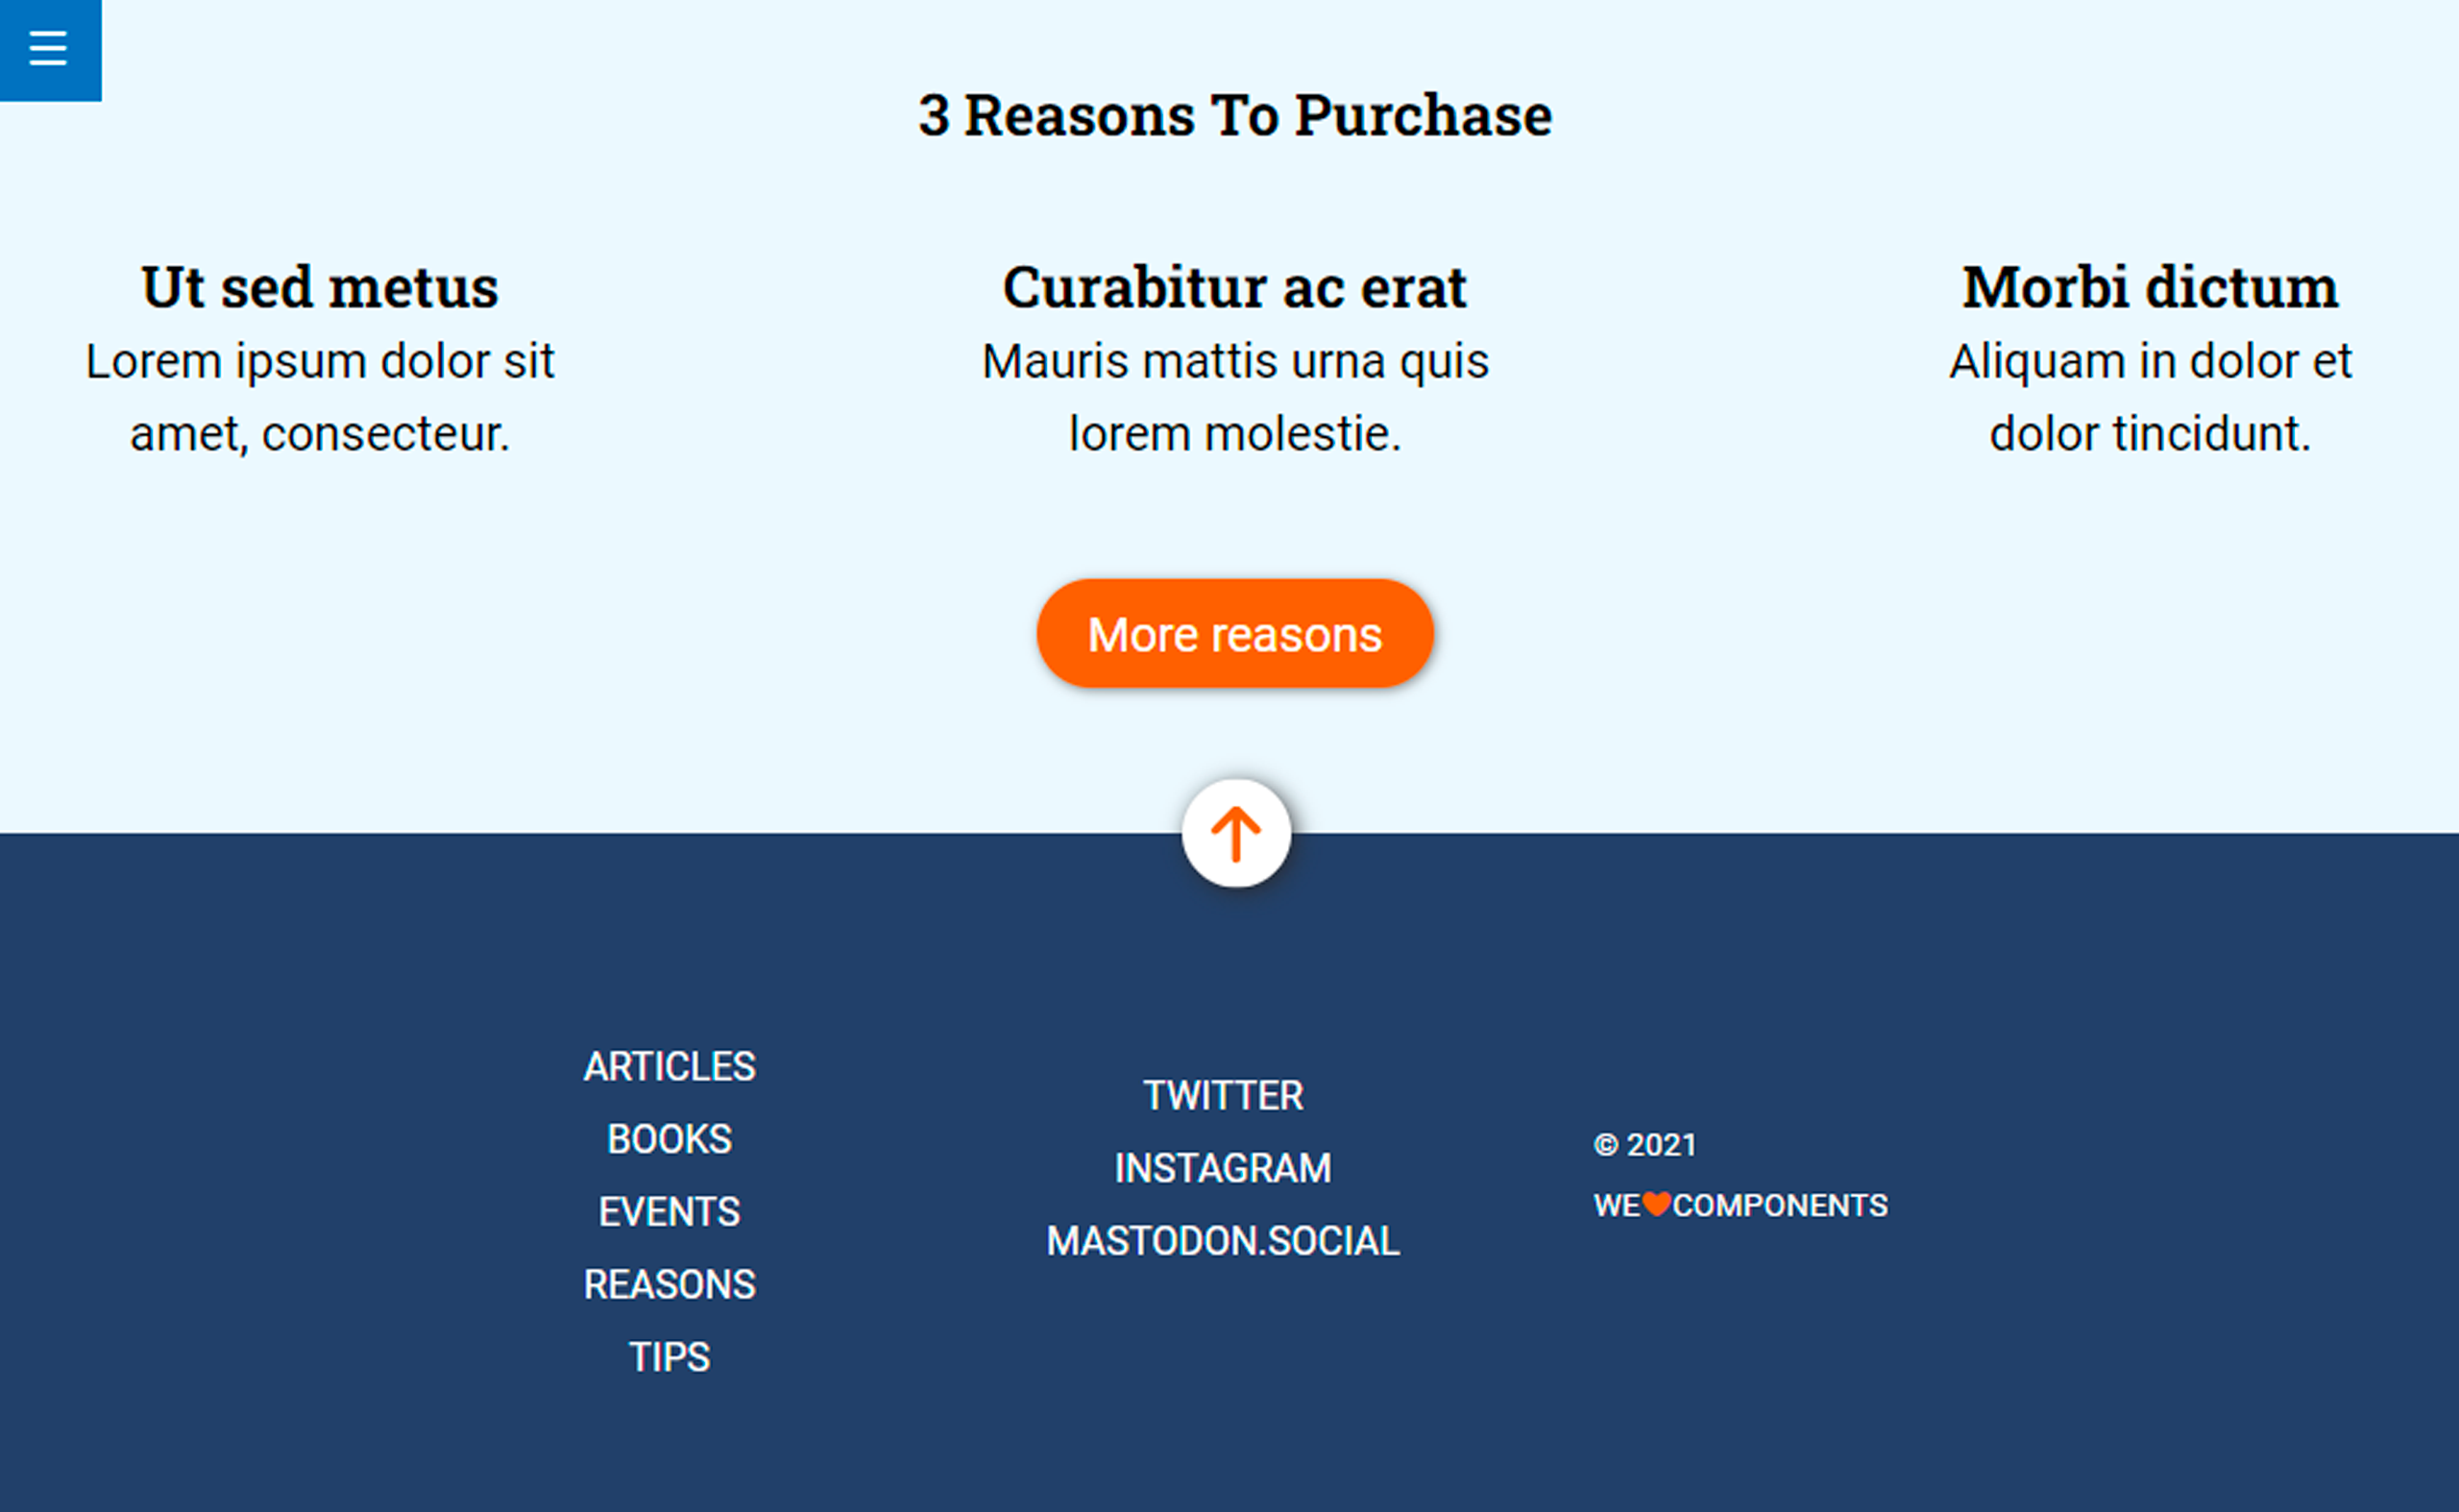 3 Reasons To Purchase
Ut sed metus
Lorem ipsum dolor sit
amet, consecteur.
Curabitur ac erat
Mauris mattis urna quis
lorem molestie.
Morbi dictum
Aliquam in dolor et
dolor tincidunt.
More reasons
ARTICLES
BOOKS
EVENTS
REASONS
TIPS
TWITTER
INSTAGRAM
MASTODON.SOCIAL
© 2021
WE🧡COMPONENTS